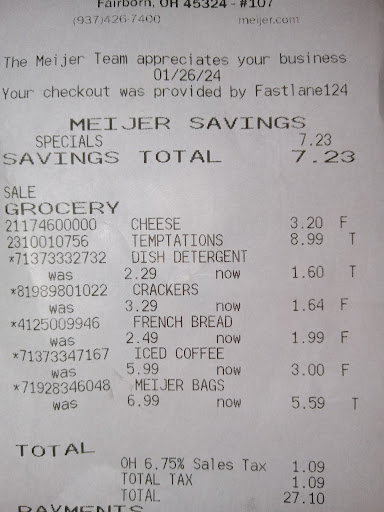 Fairborn, OH 45324 - #107
(937)426-7400 meijer.com
The Meijer Team appreciates your business
01/26/24
Your checkout was provided by Fastlane124
MEIJER SAVINGS
SPECIALS 7.23
SAVINGS TOTAL 7.23
SALE
GROCERY
21174600000 CHEESE 3.20 F
2310010756 TEMPTATIONS 8.99 T
*71373332732 DISH DETERGENT
was 2.29 now 1.60 T
*81989801022 CRACKERS
was 3.29 now 1.64 F
*4125009946 FRENCH BREAD
was 2.49 now 1.99 F
*71373347167 ICED COFFEE
was 5.99 now 3.00 F
*71928346048 MEIJER BAGS
was 6.99 now 5.59 T
TOTAL
OH 6.75% Sales Tax 1.09
TOTAL TAX 1.09
TOTAL 27.10
PAYMENTS